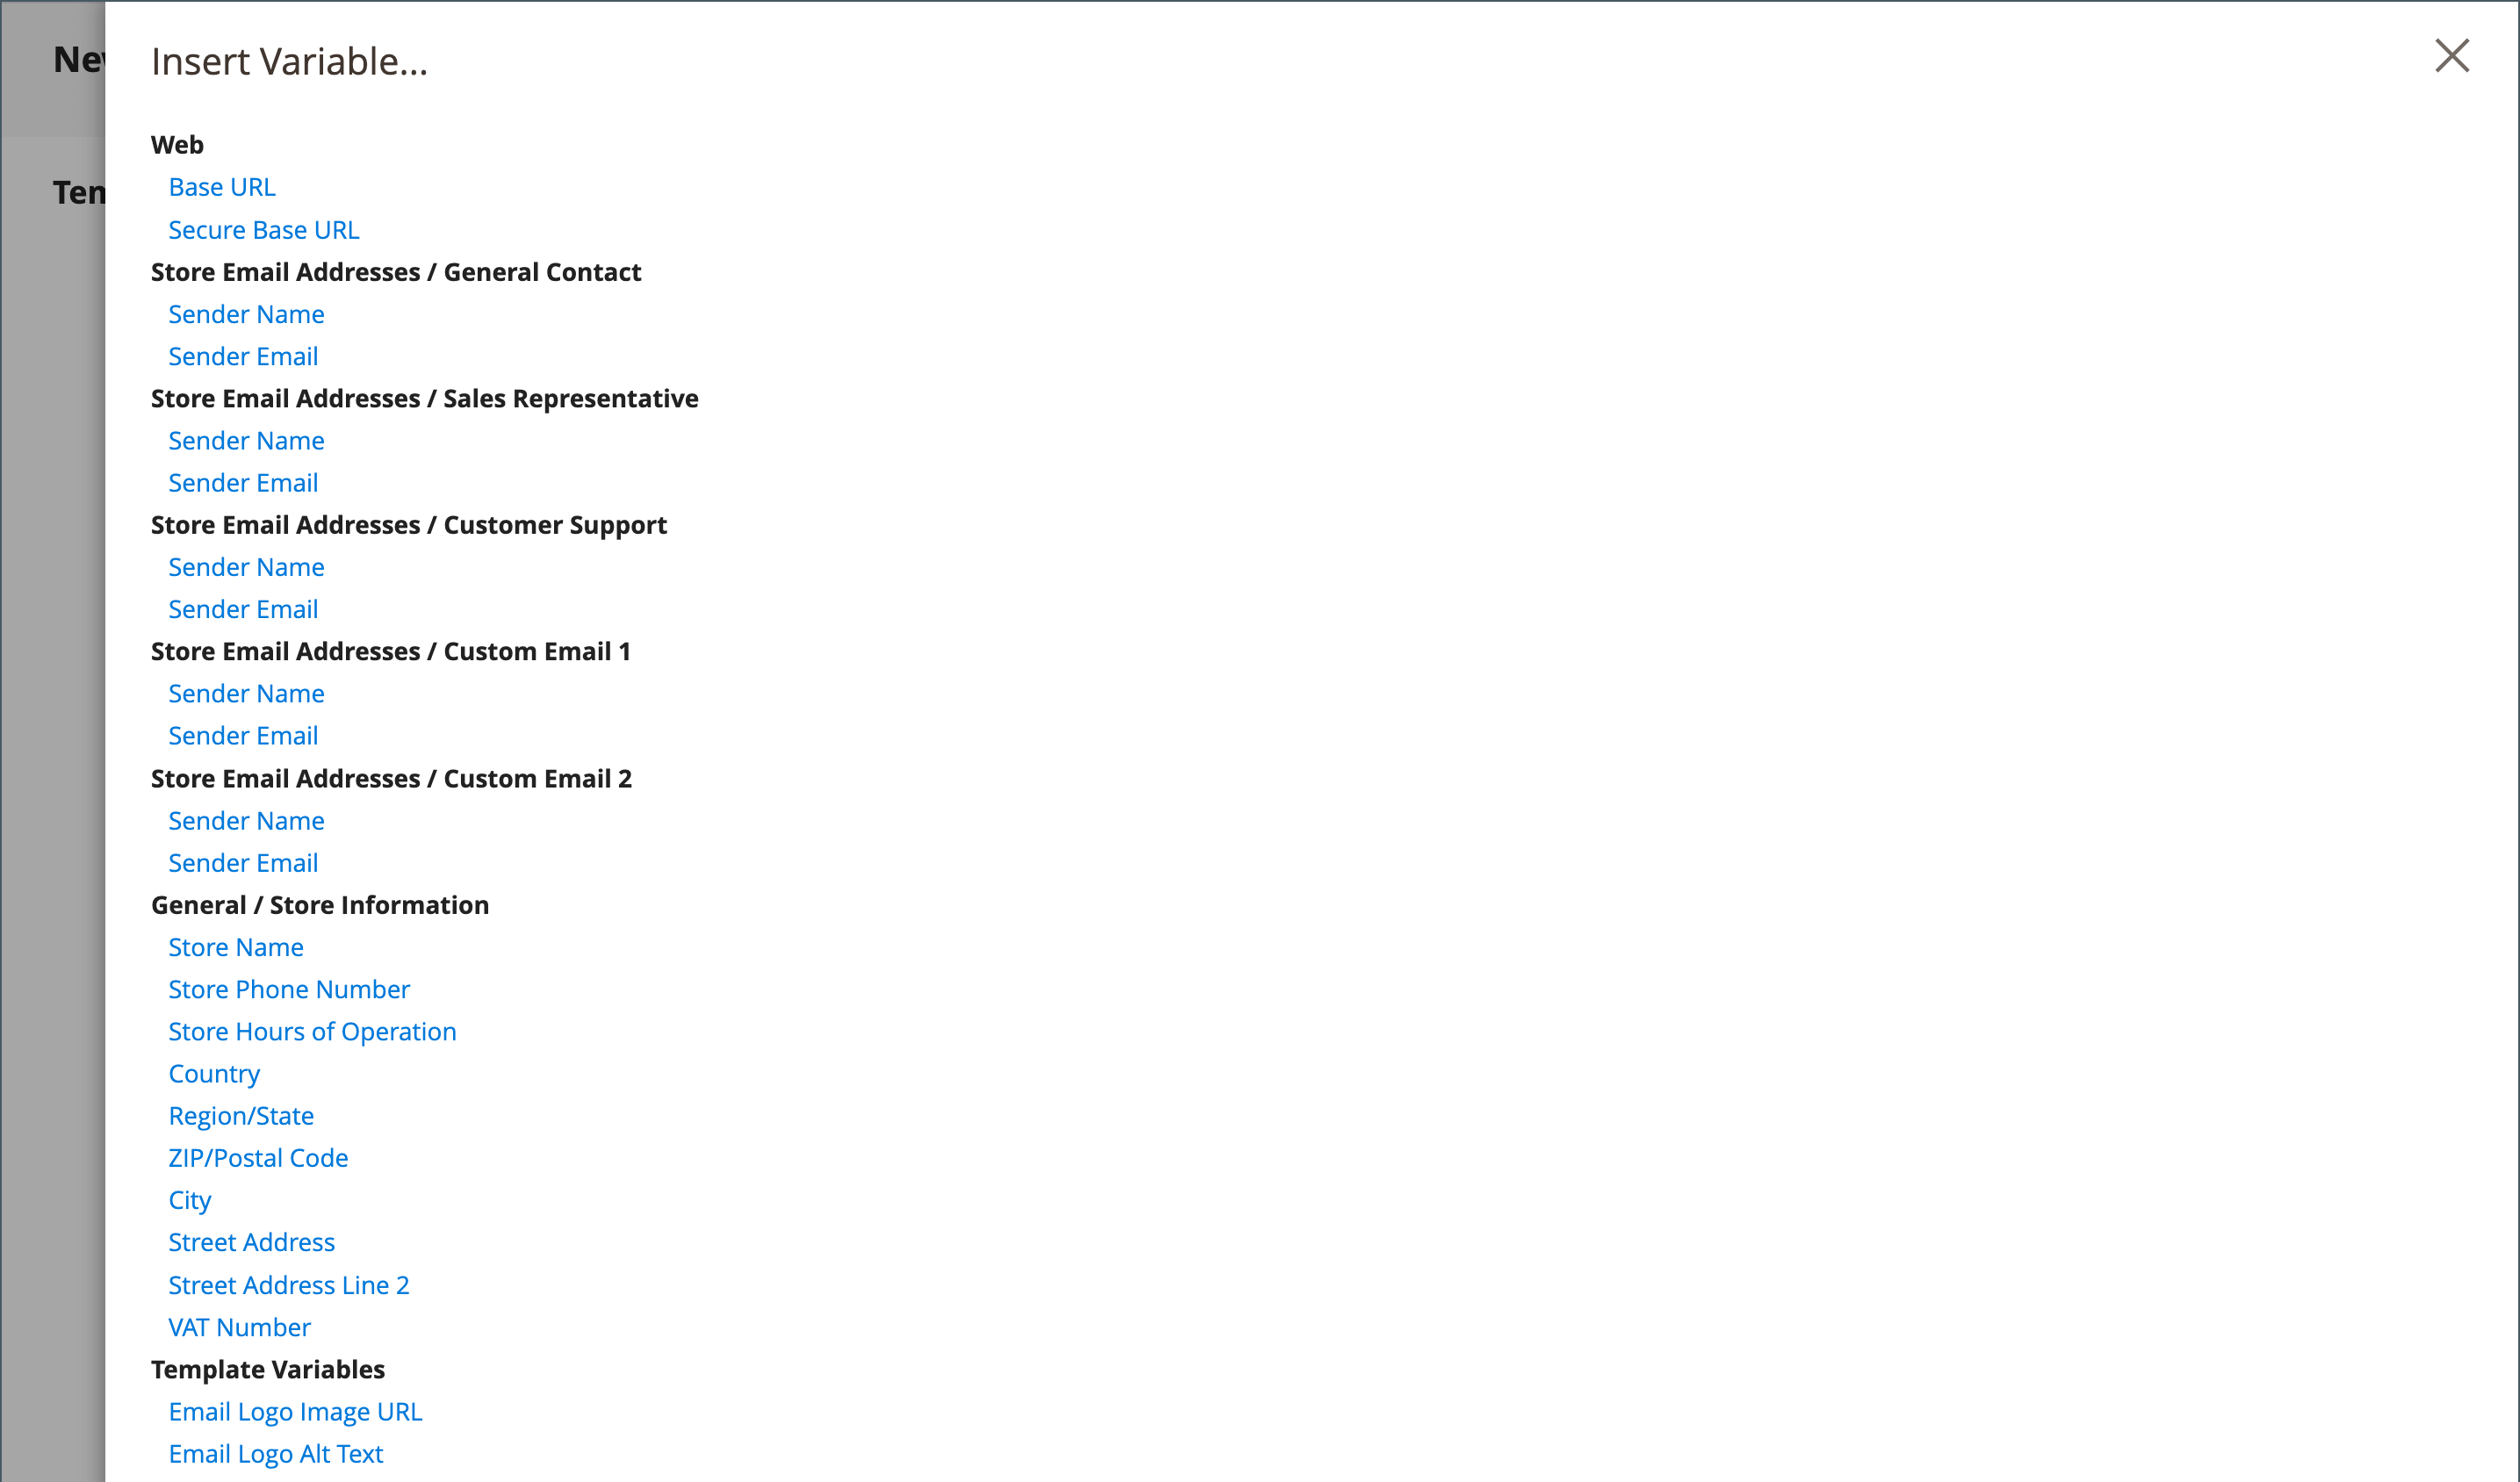 Insert Variable...
Web
Base URL
Secure Base URL
Store Email Addresses / General Contact
Sender Name
Sender Email
Store Email Addresses / Sales Representative
Sender Name
Sender Email
Store Email Addresses / Customer Support
Sender Name
Sender Email
Store Email Addresses / Custom Email 1
Sender Name
Sender Email
Store Email Addresses / Custom Email 2
Sender Name
Sender Email
General / Store Information
Store Name
Store Phone Number
Store Hours of Operation
Country
Region/State
ZIP/Postal Code
City
Street Address
Street Address Line 2
VAT Number
Template Variables
Email Logo Image URL
Email Logo Alt Text